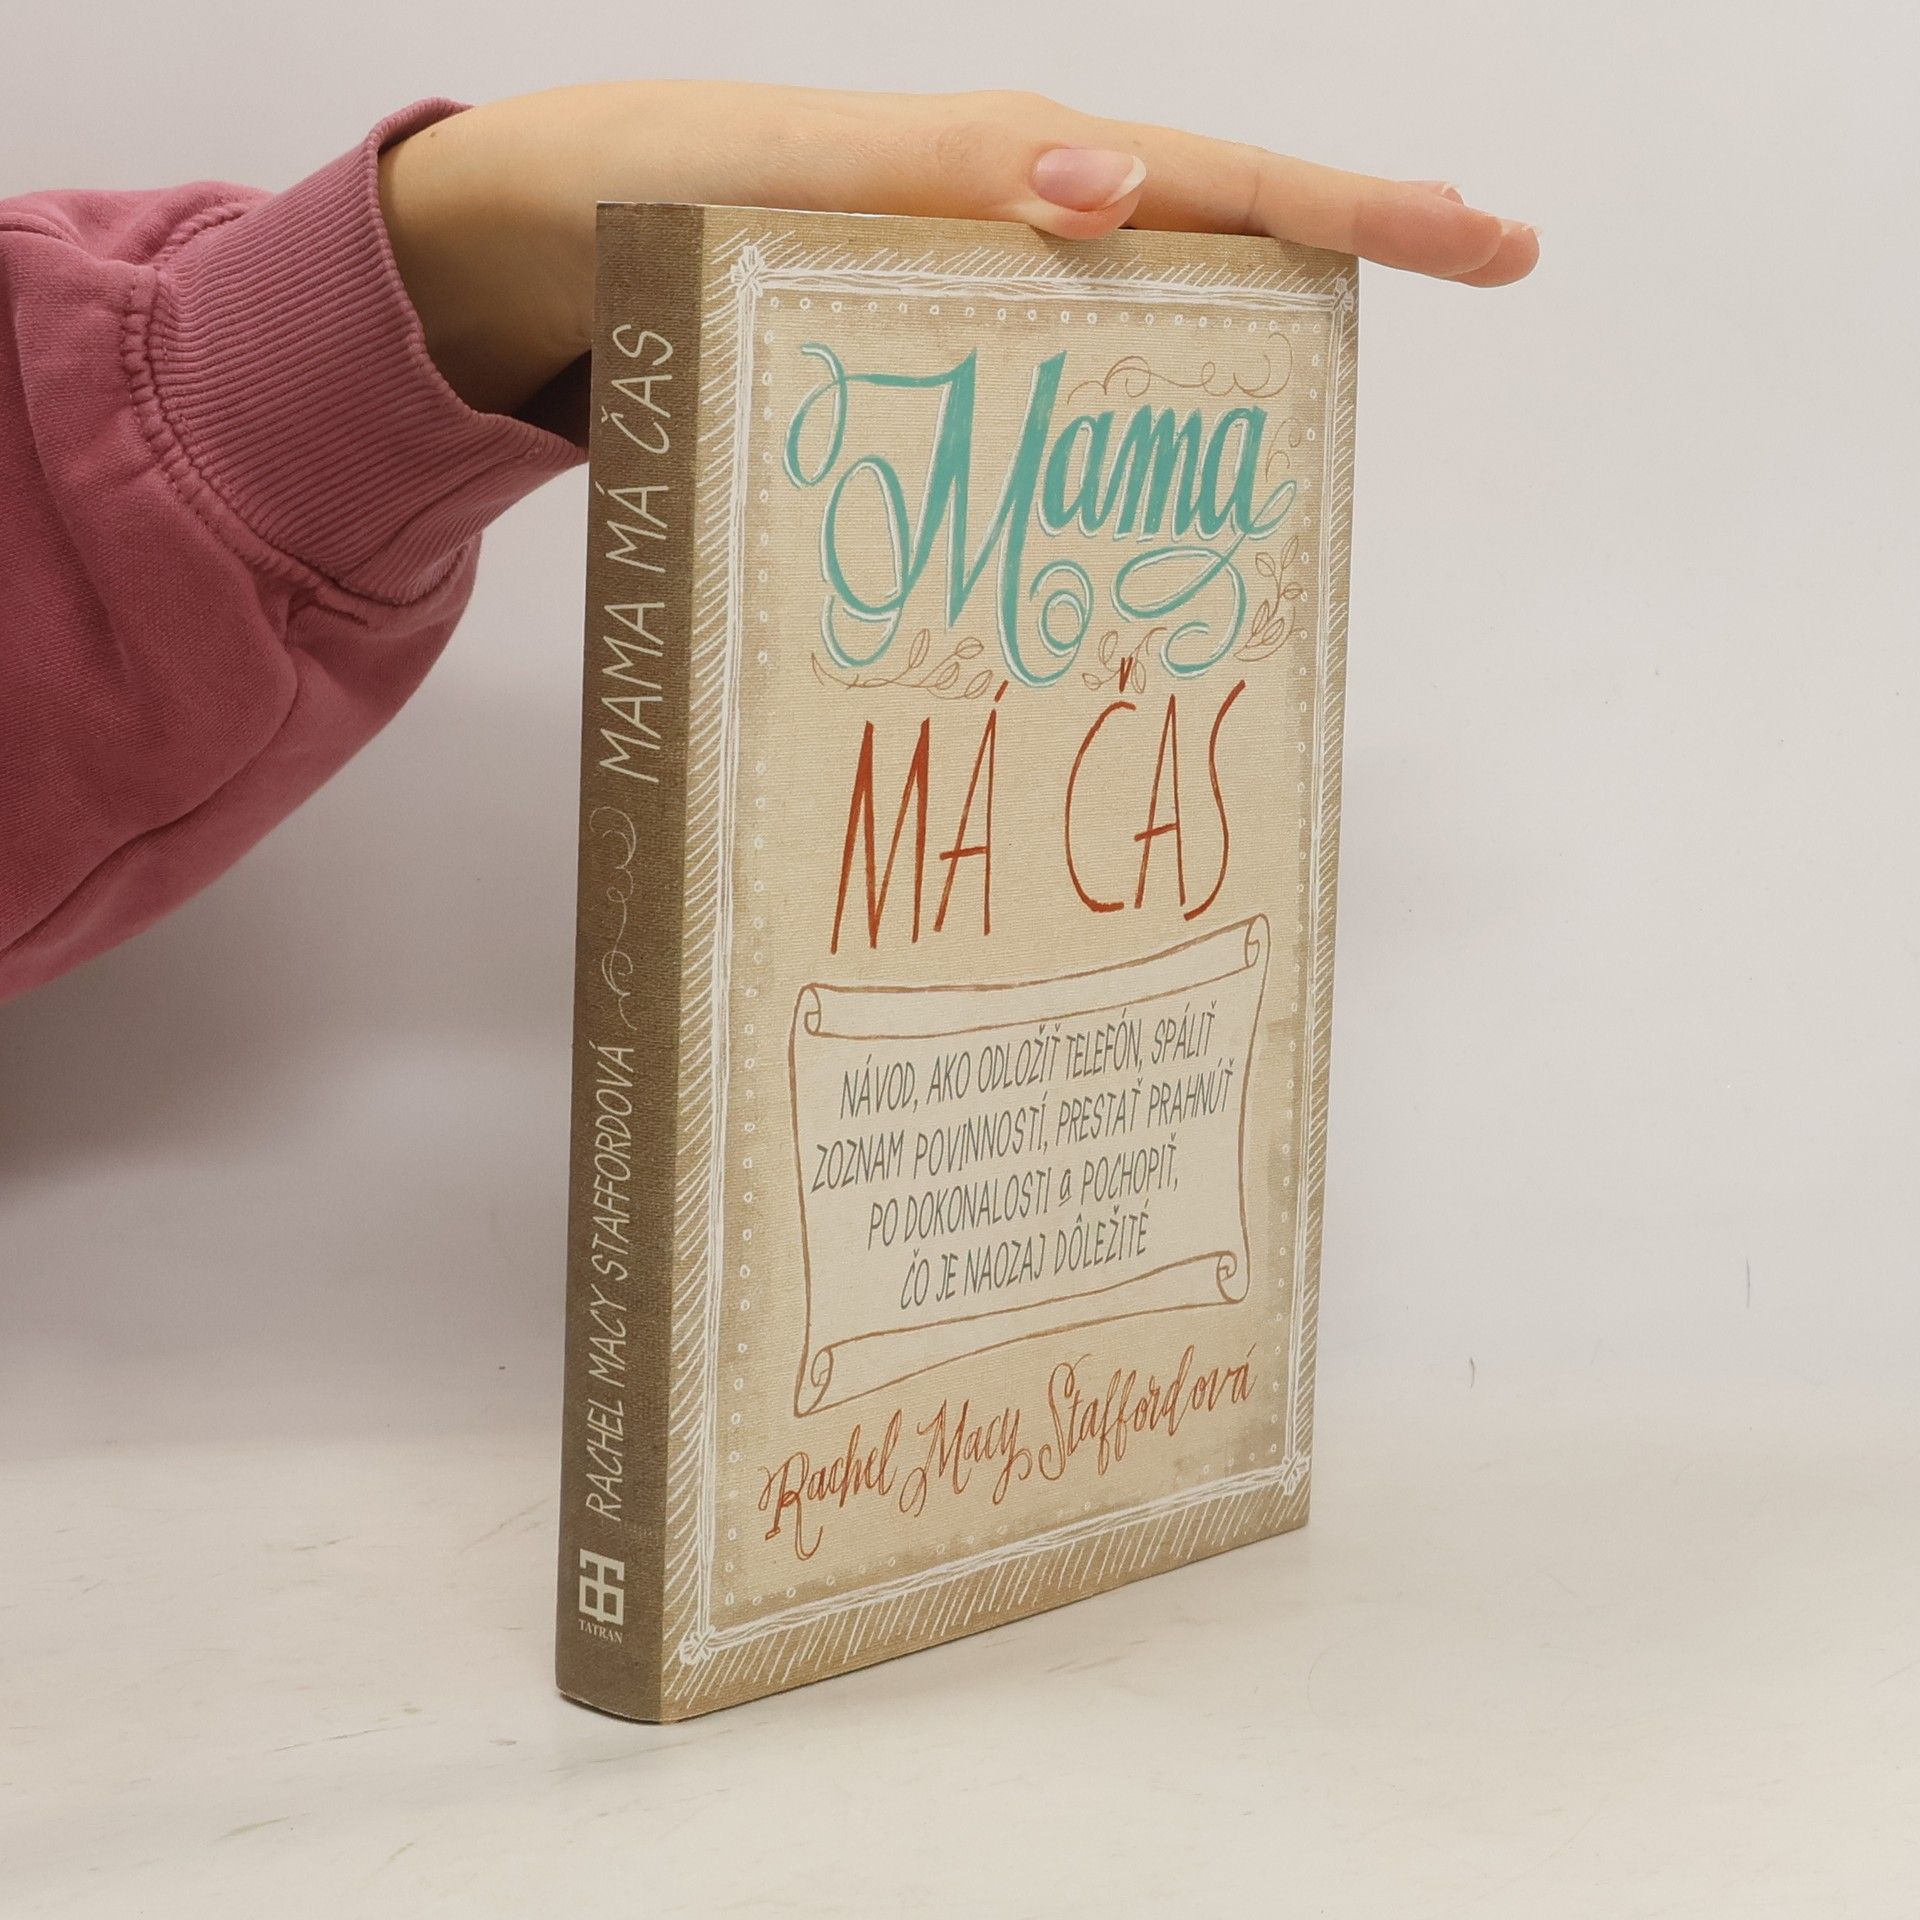 Mama
MÁ ČAS
NÁVOD, AKO ODLOŽIŤ TELEFÓN, SPÁLIŤ
ZOZNAM POVINNOSTÍ, PRESTAŤ PRAHNÚŤ
PO DOKONALOSTI a POCHOPIŤ,
ČO JE NAOZAJ DÔLEŽITÉ
Rachel Macy Staffordová
RACHEL MACY STAFFORDOVÁ MAMA MÁ ČAS
TATRAN